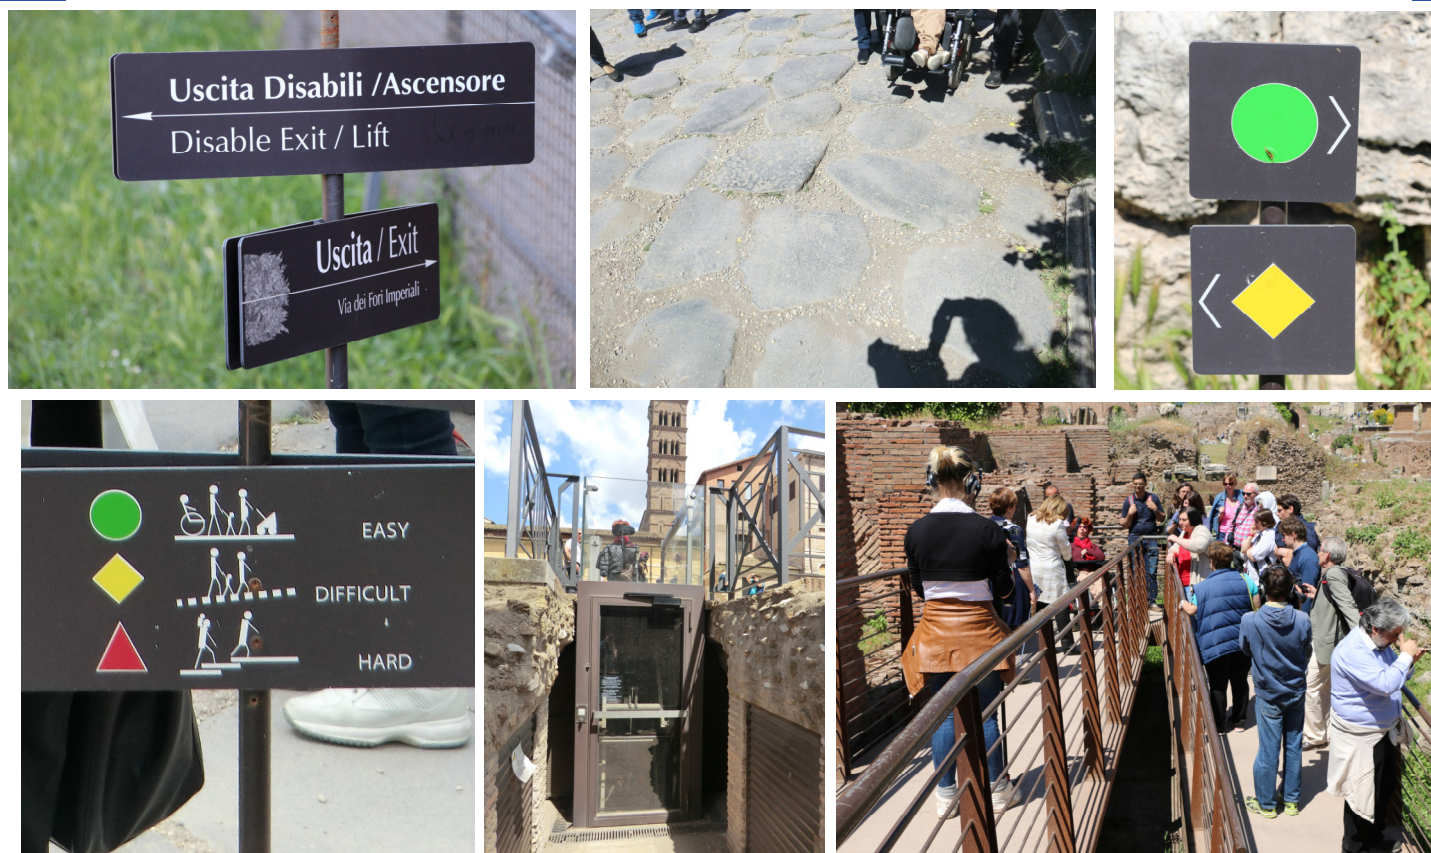 Uscita Disabili /Ascensore
Disable Exit / Lift
Uscita / Exit
Via dei Fori Imperiali
EASY
DIFFICULT
HARD